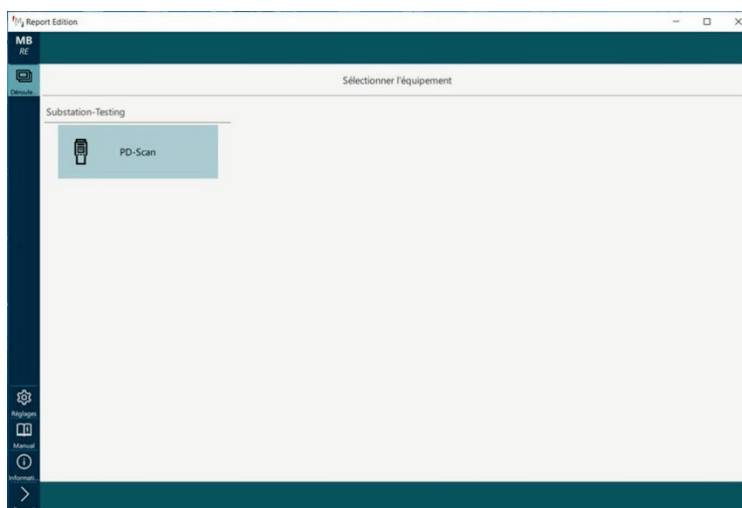 Report Edition
MB
RE
Déroule...
Sélectionner l'équipement
Substation-Testing
PD-Scan
Réglages
Manual
Informati...